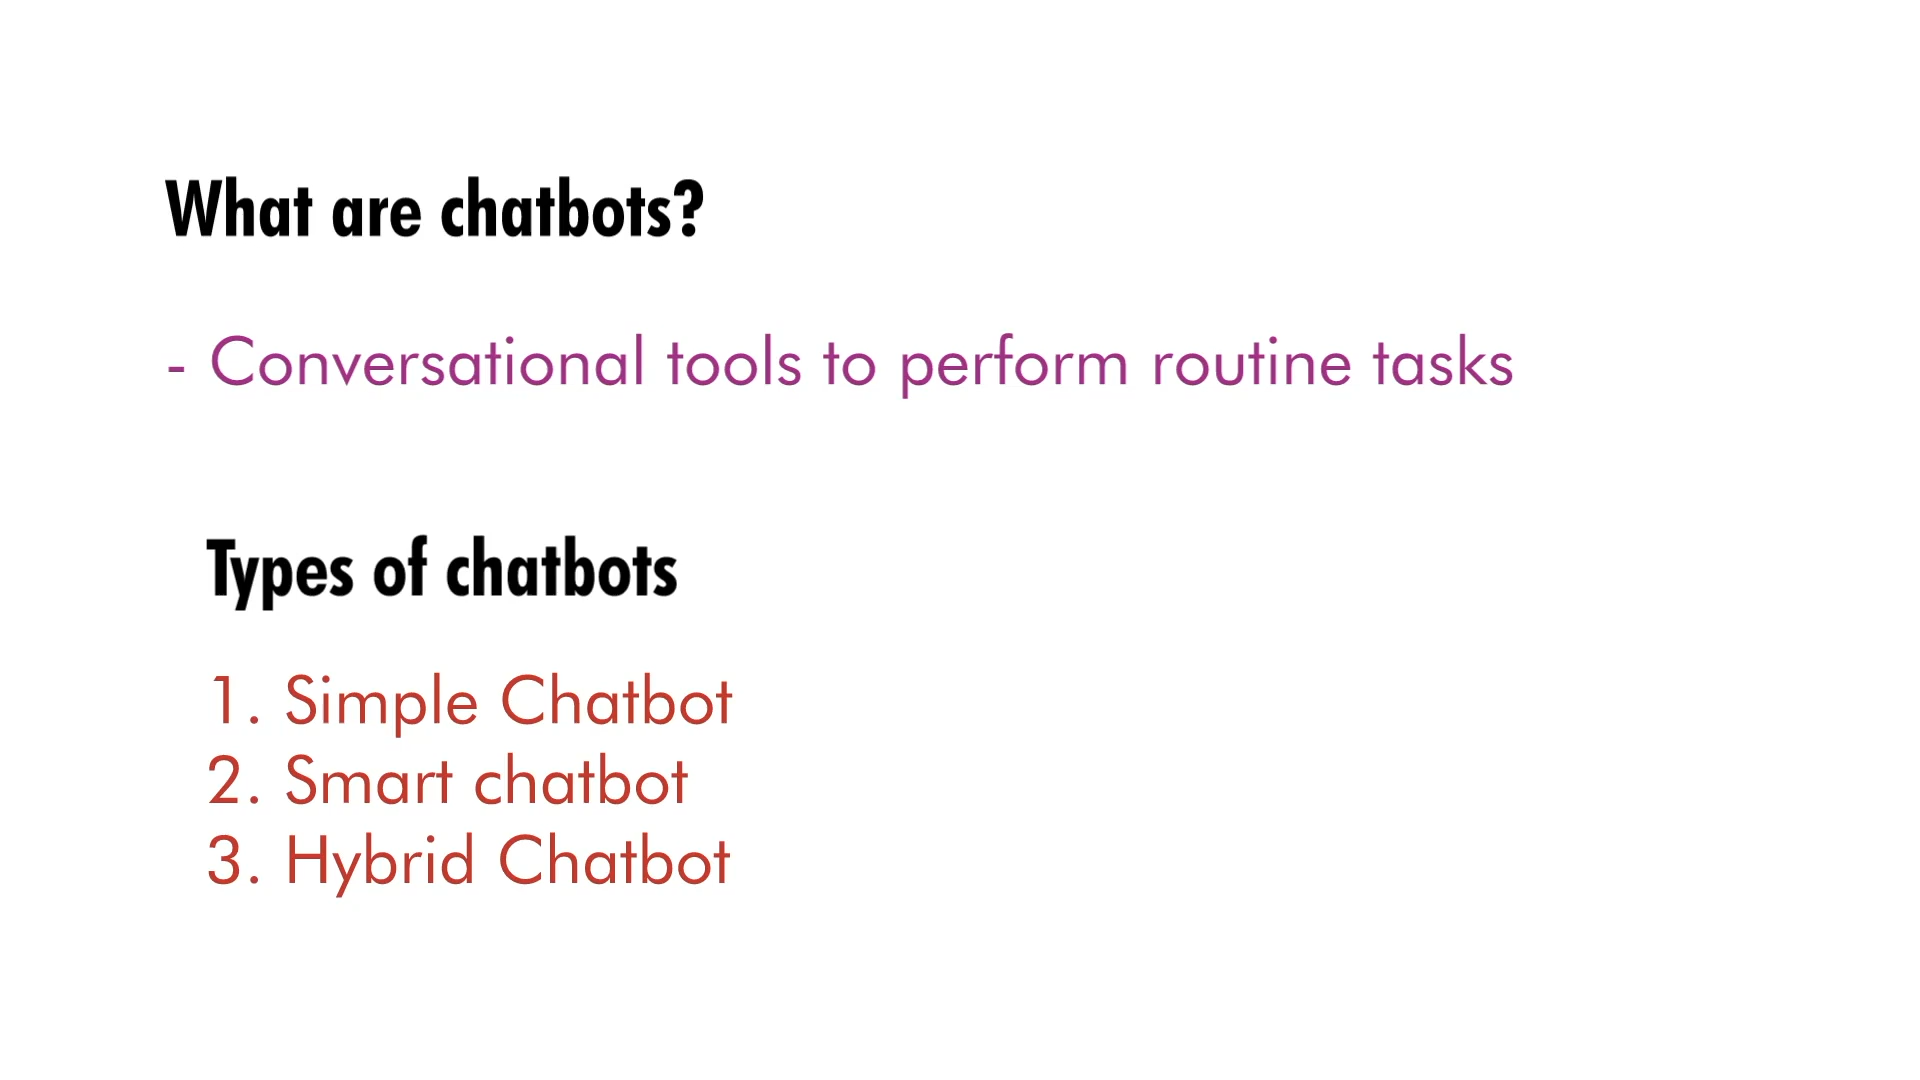 What are chatbots?
- Conversational tools to perform routine tasks
Types of chatbots
1. Simple Chatbot
2. Smart chatbot
3. Hybrid Chatbot